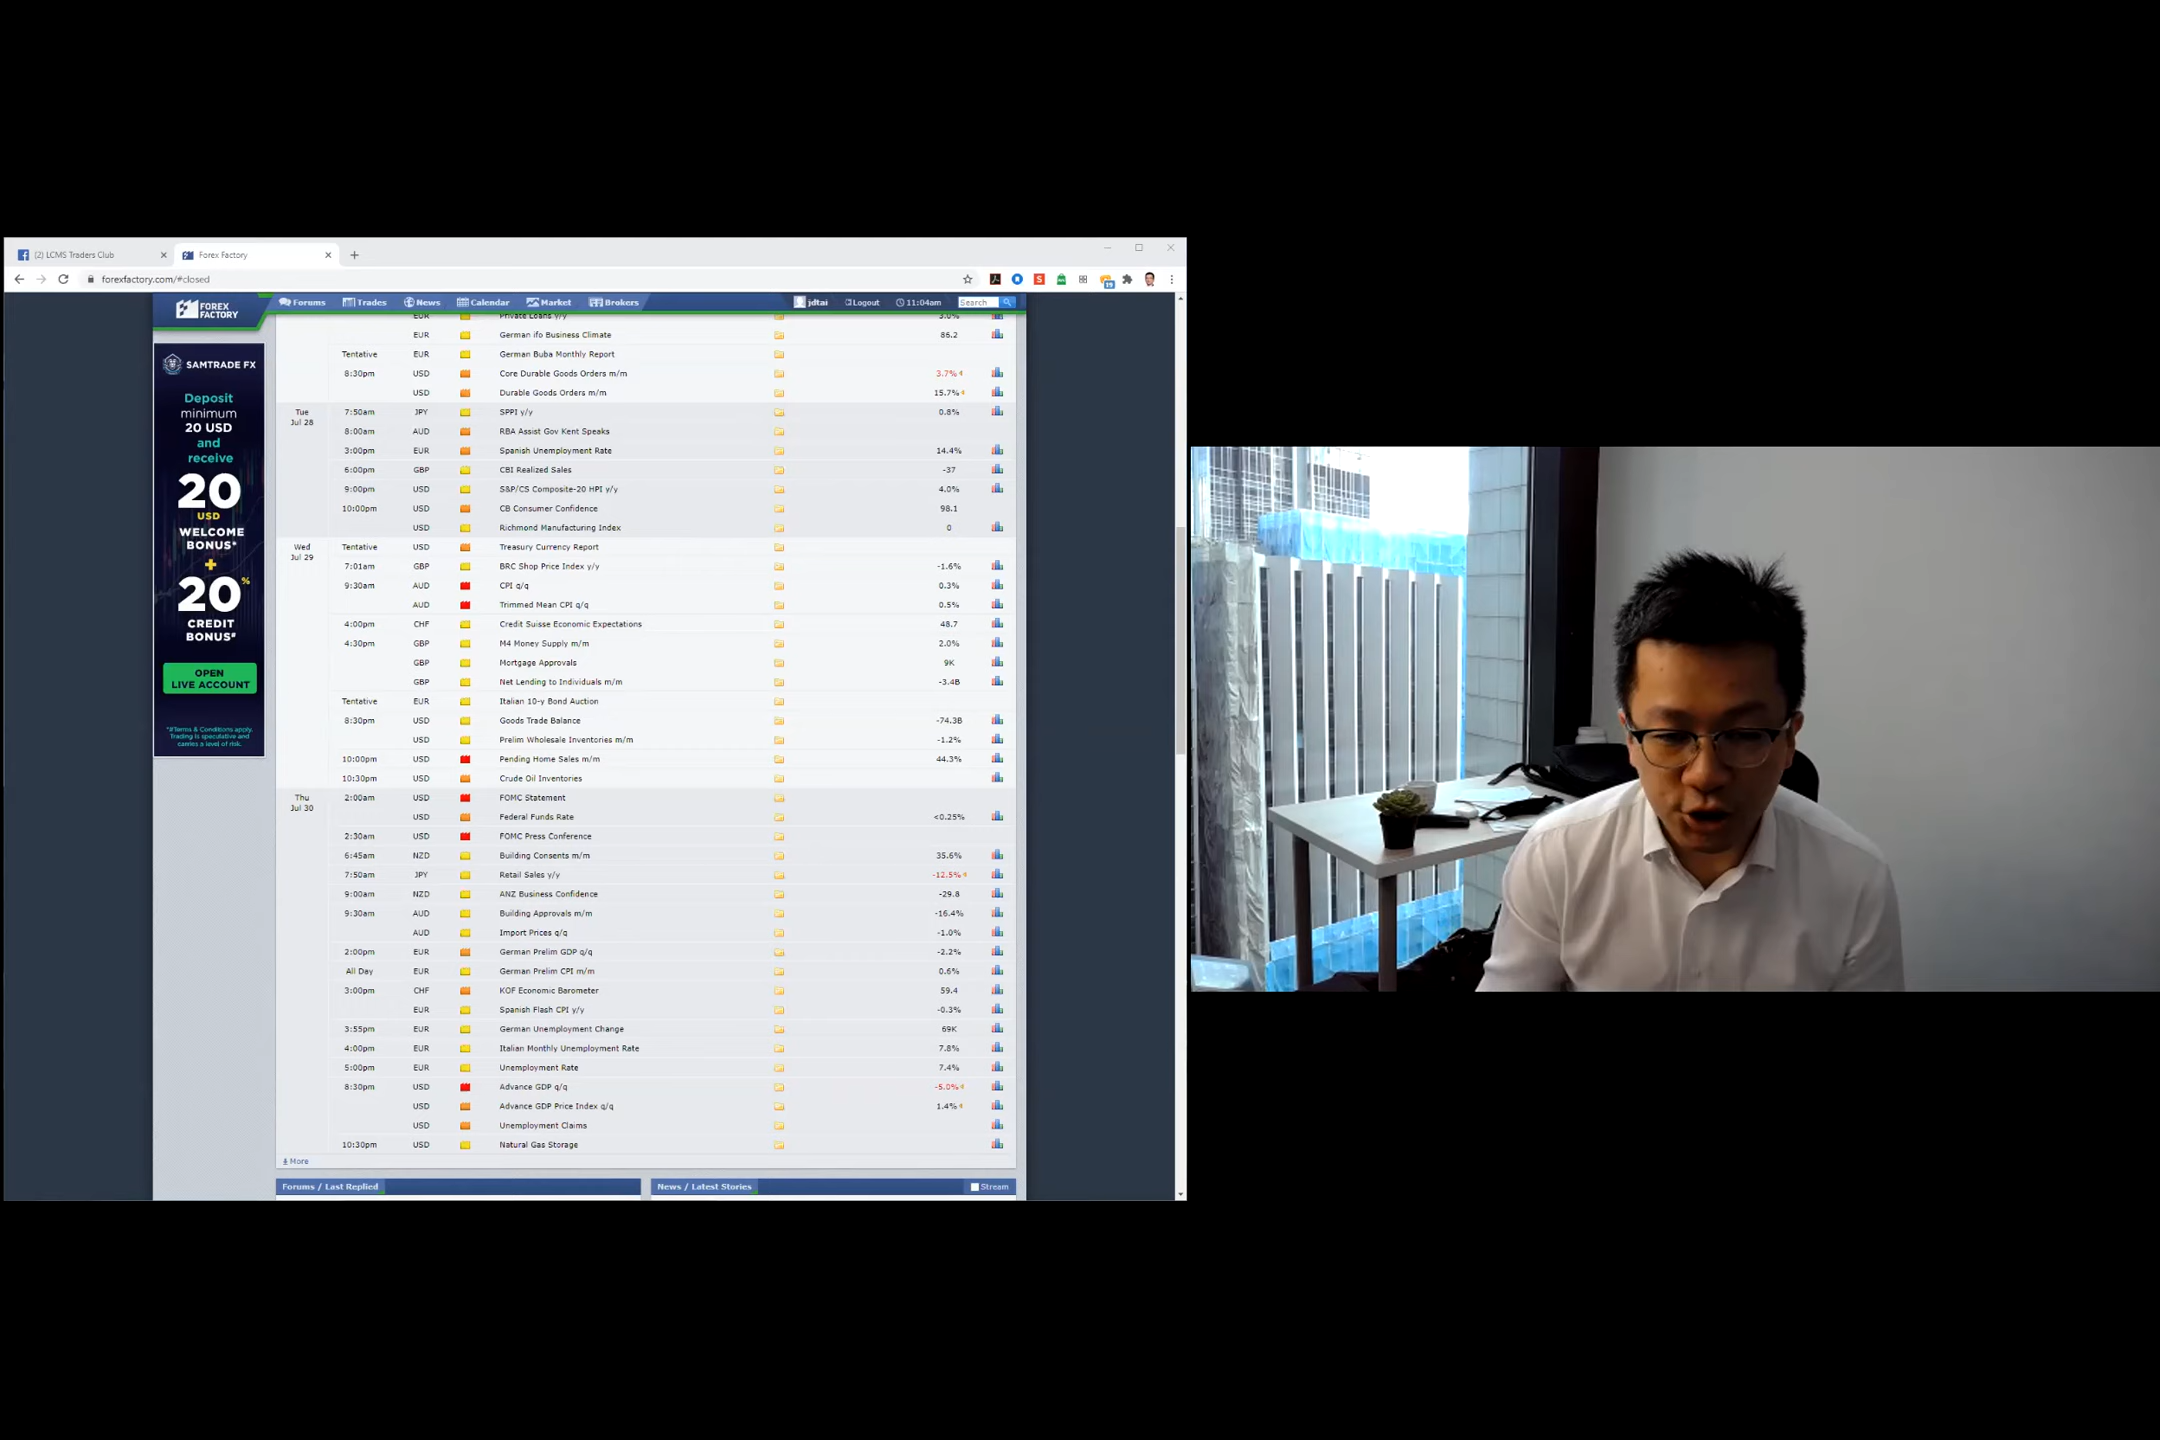 (2) LCMS Traders Club
Forex Factory
forexfactory.com/#closed
FOREX FACTORY
Forums Trades News Calendar Market Brokers jdtai Logout 11:04am Search
EUR Private Loans y/y 3.0%
EUR German ifo Business Climate 86.2
Tentative EUR German Buba Monthly Report
8:30pm USD Core Durable Goods Orders m/m 3.7%
USD Durable Goods Orders m/m 15.7%
Tue Jul 28 7:50am JPY SPPI y/y 0.8%
8:00am AUD RBA Assist Gov Kent Speaks
3:00pm EUR Spanish Unemployment Rate 14.4%
6:00pm GBP CBI Realized Sales -37
9:00pm USD S&P/CS Composite-20 HPI y/y 4.0%
10:00pm USD CB Consumer Confidence 98.1
USD Richmond Manufacturing Index 0
Wed Jul 29 Tentative USD Treasury Currency Report
7:01am GBP BRC Shop Price Index y/y -1.6%
9:30am AUD CPI q/q 0.3%
AUD Trimmed Mean CPI q/q 0.5%
4:00pm CHF Credit Suisse Economic Expectations 48.7
4:30pm GBP M4 Money Supply m/m 2.0%
GBP Mortgage Approvals 9K
GBP Net Lending to Individuals m/m -3.4B
Tentative EUR Italian 10-y Bond Auction
8:30pm USD Goods Trade Balance -74.3B
USD Prelim Wholesale Inventories m/m -1.2%
10:00pm USD Pending Home Sales m/m 44.3%
10:30pm USD Crude Oil Inventories
Thu Jul 30 2:00am USD FOMC Statement
USD Federal Funds Rate <0.25%
2:30am USD FOMC Press Conference
6:45am NZD Building Consents m/m 35.6%
7:50am JPY Retail Sales y/y -12.5%
9:00am NZD ANZ Business Confidence -29.8
9:30am AUD Building Approvals m/m -16.4%
AUD Import Prices q/q -1.0%
2:00pm EUR German Prelim GDP q/q -2.2%
All Day EUR German Prelim CPI m/m 0.6%
3:00pm CHF KOF Economic Barometer 59.4
EUR Spanish Flash CPI y/y -0.3%
3:55pm EUR German Unemployment Change 69K
4:00pm EUR Italian Monthly Unemployment Rate 7.8%
5:00pm EUR Unemployment Rate 7.4%
8:30pm USD Advance GDP q/q -5.0%
USD Advance GDP Price Index q/q 1.4%
USD Unemployment Claims
10:30pm USD Natural Gas Storage
More
Forums / Last Replied
News / Latest Stories Stream
SAMTRADE FX
Deposit
minimum
20 USD
and
receive
20
USD
WELCOME
BONUS*
+
20%
CREDIT
BONUS#
OPEN
LIVE ACCOUNT
*#Terms & Conditions apply.
Trading is speculative and
carries a level of risk.